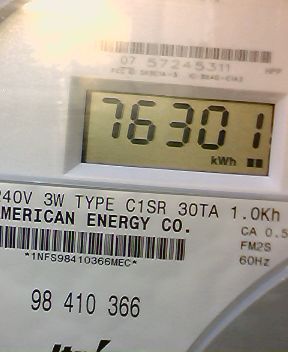 07 57245311
HPF
76301
kWh
240V 3W TYPE C1SR 30TA 1.0Kh
AMERICAN ENERGY CO.
CA 0.5
FM2S
60Hz
*1NFS98410366MEC*
98 410 366